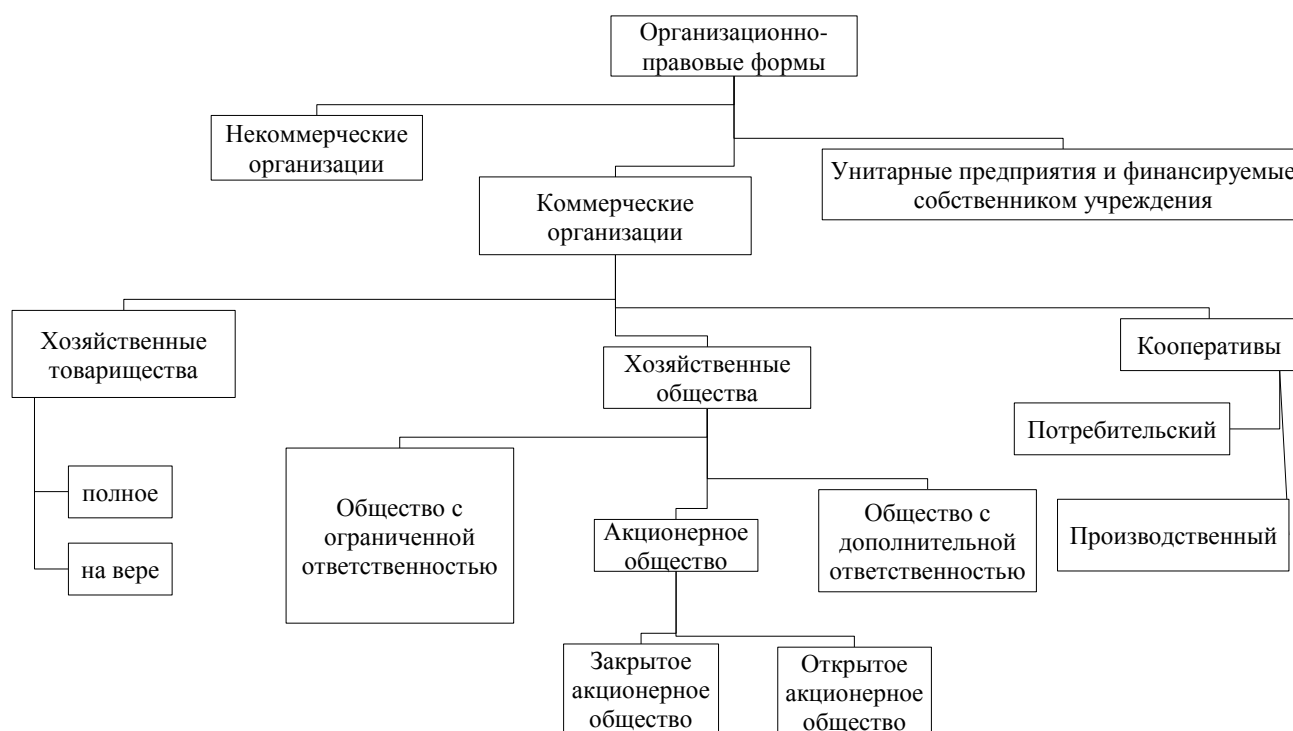 Организационно-
правовые формы
Некоммерческие
организации
Унитарные предприятия и финансируемые
собственником учреждения
Коммерческие
организации
Хозяйственные
товарищества
Хозяйственные
общества
Кооперативы
Потребительский
Производственный
полное
на вере
Общество с
ограниченной
ответственностью
Акционерное
общество
Общество с
дополнительной
ответственностью
Закрытое
акционерное
общество
Открытое
акционерное
общество